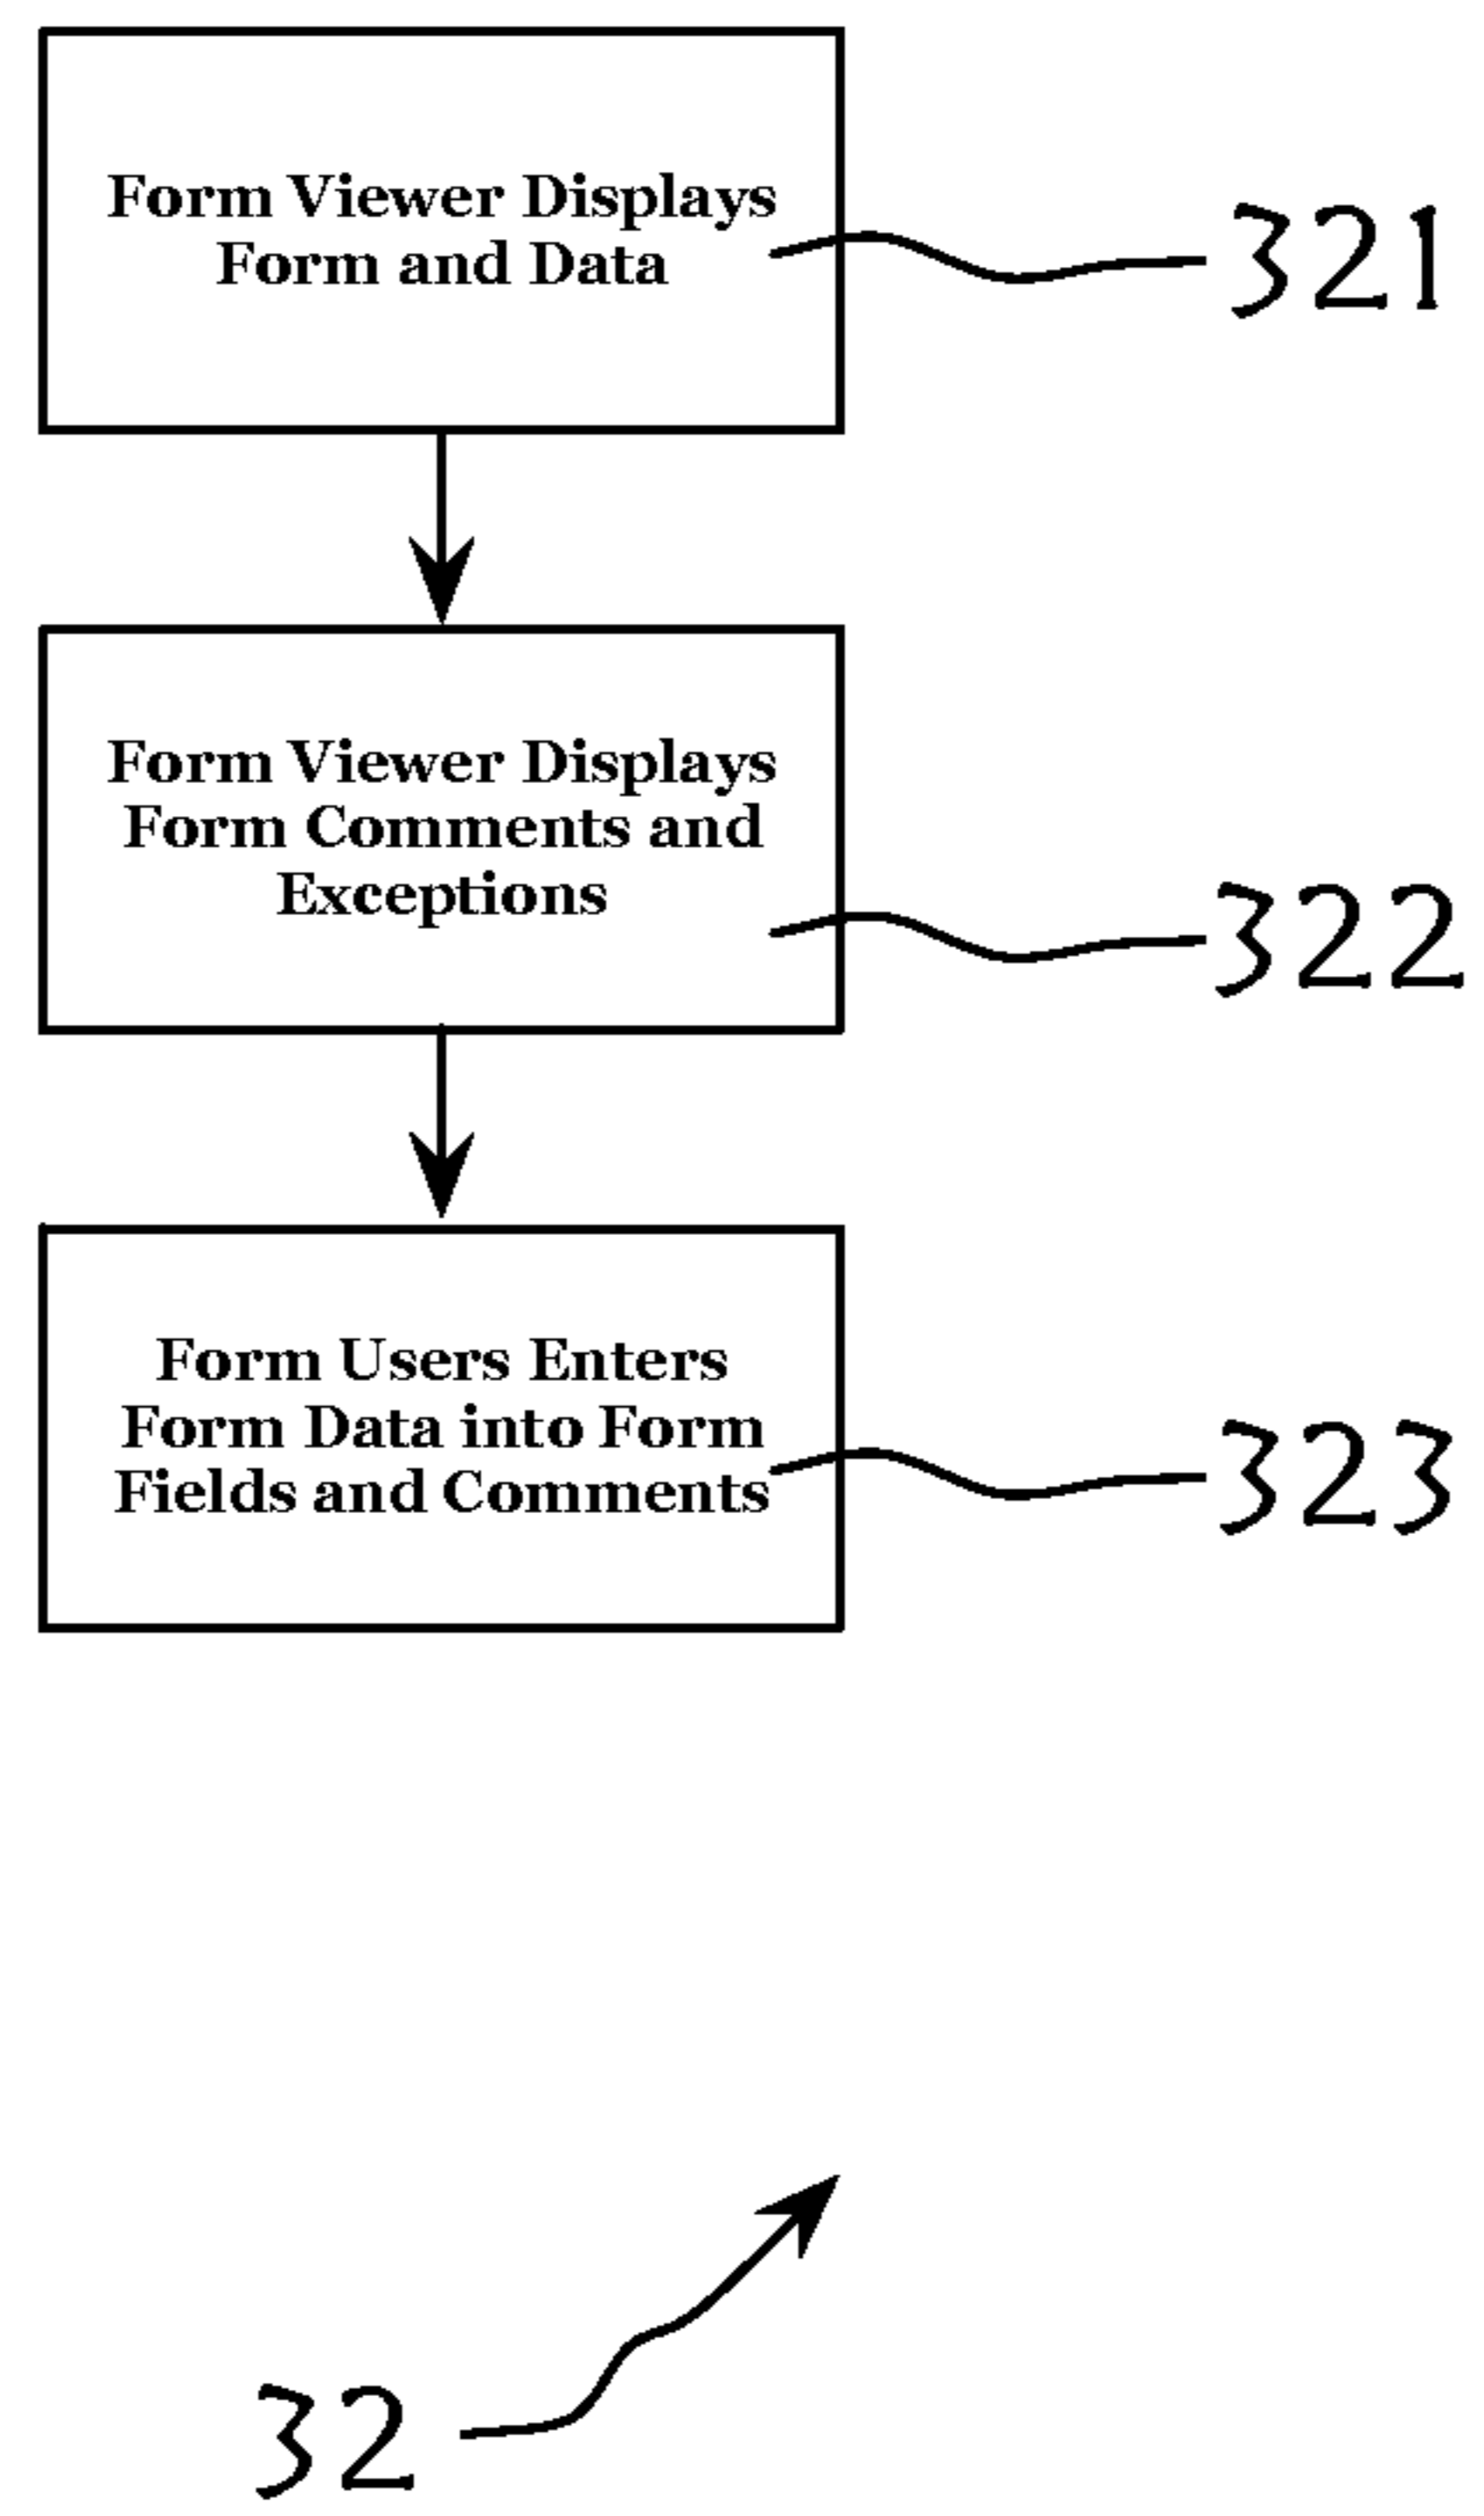 Form Viewer Displays
Form and Data
321
Form Viewer Displays
Form Comments and
Exceptions
322
Form Users Enters
Form Data into Form
Fields and Comments
323
32